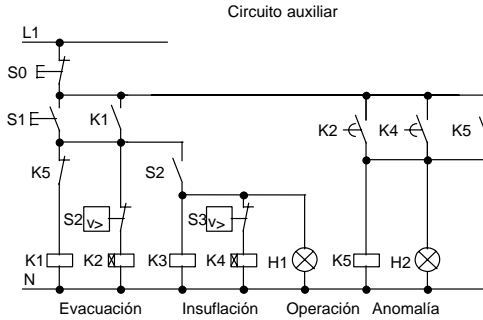 Circuito auxiliar
L1
S0
S1
K1
K2
K4
K5
K5
S2
S2
v>
S3
v>
K1
K2
K3
K4
H1
K5
H2
N
Evacuación
Insuflación
Operación
Anomalía